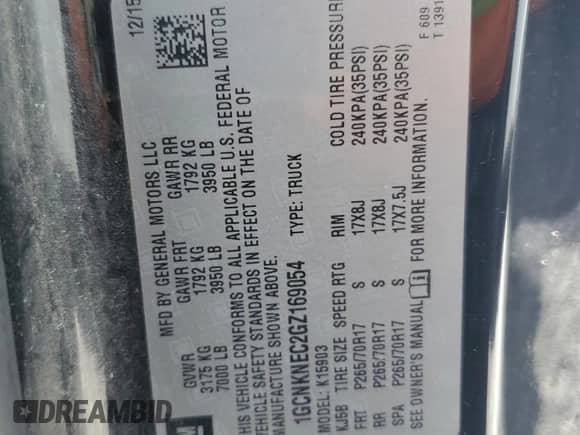 12/15
MFD BY GENERAL MOTORS LLC
GVWR GAWR FRT GAWR RR
3175 KG 1792 KG 1792 KG
7000 LB 3950 LB 3950 LB
THIS VEHICLE CONFORMS TO ALL APPLICABLE U.S. FEDERAL MOTOR
VEHICLE SAFETY STANDARDS IN EFFECT ON THE DATE OF
MANUFACTURE SHOWN ABOVE.
1GCNKNEC2GZ169054 TYPE: TRUCK
MODEL: K15903
KJ5B TIRE SIZE SPEED RTG RIM COLD TIRE PRESSURE
FRT P265/70R17 S 17X8J 240KPA(35PSI)
RR P265/70R17 S 17X8J 240KPA(35PSI)
SPA P265/70R17 S 17X7.5J 240KPA(35PSI)
SEE OWNER'S MANUAL i FOR MORE INFORMATION.
F 609
T 1391
GM
DREAMBID